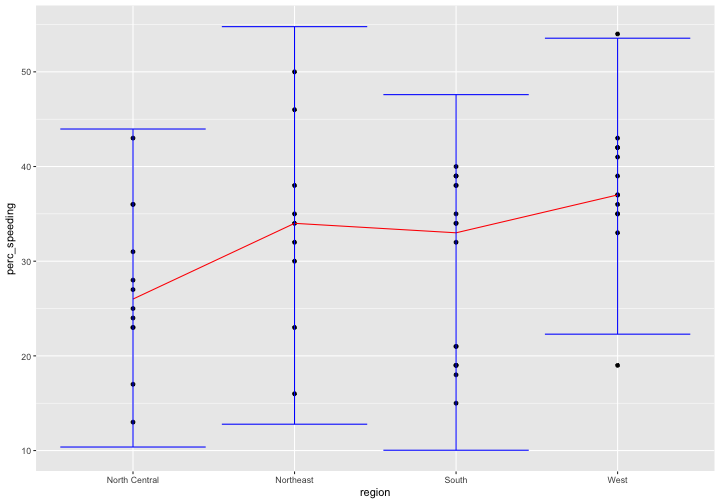 perc_speeding
50
40
30
20
10
North Central
Northeast
South
West
region